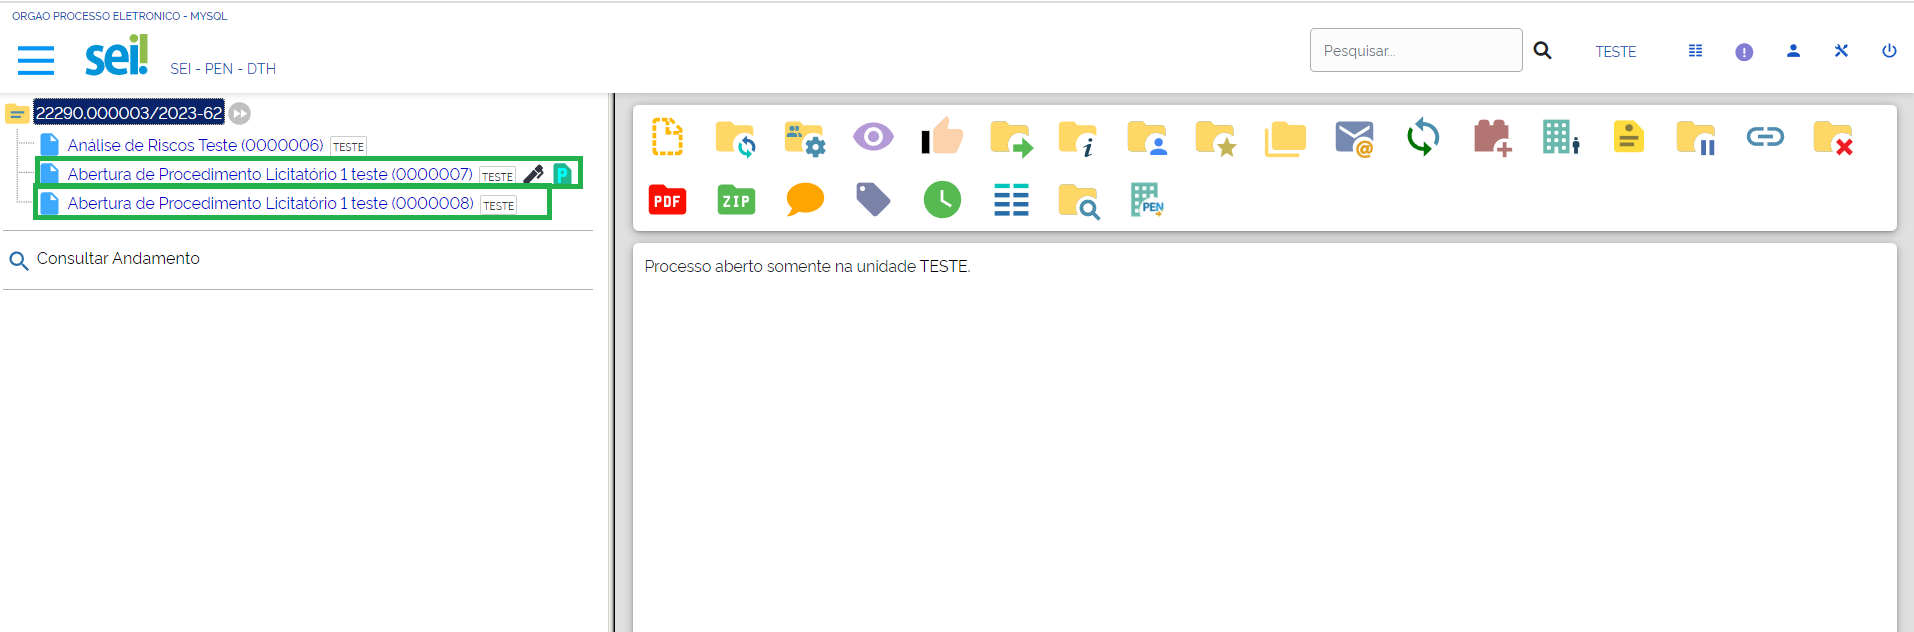 ORGAO PROCESSO ELETRONICO - MYSQL
sei!
SEI - PEN - DTH
Pesquisar...
TESTE
22290.000003/2023-62
Análise de Riscos Teste (0000006) TESTE
Abertura de Procedimento Licitatório 1 teste (0000007) TESTE P
Abertura de Procedimento Licitatório 1 teste (0000008) TESTE
Consultar Andamento
@
i
PDF
ZIP
PEN
Processo aberto somente na unidade TESTE.